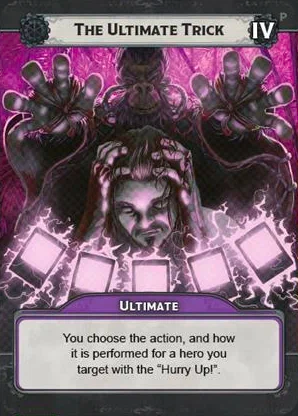 THE ULTIMATE TRICK
IV
P
ULTIMATE
You choose the action, and how
it is performed for a hero you
target with the “Hurry Up!”.